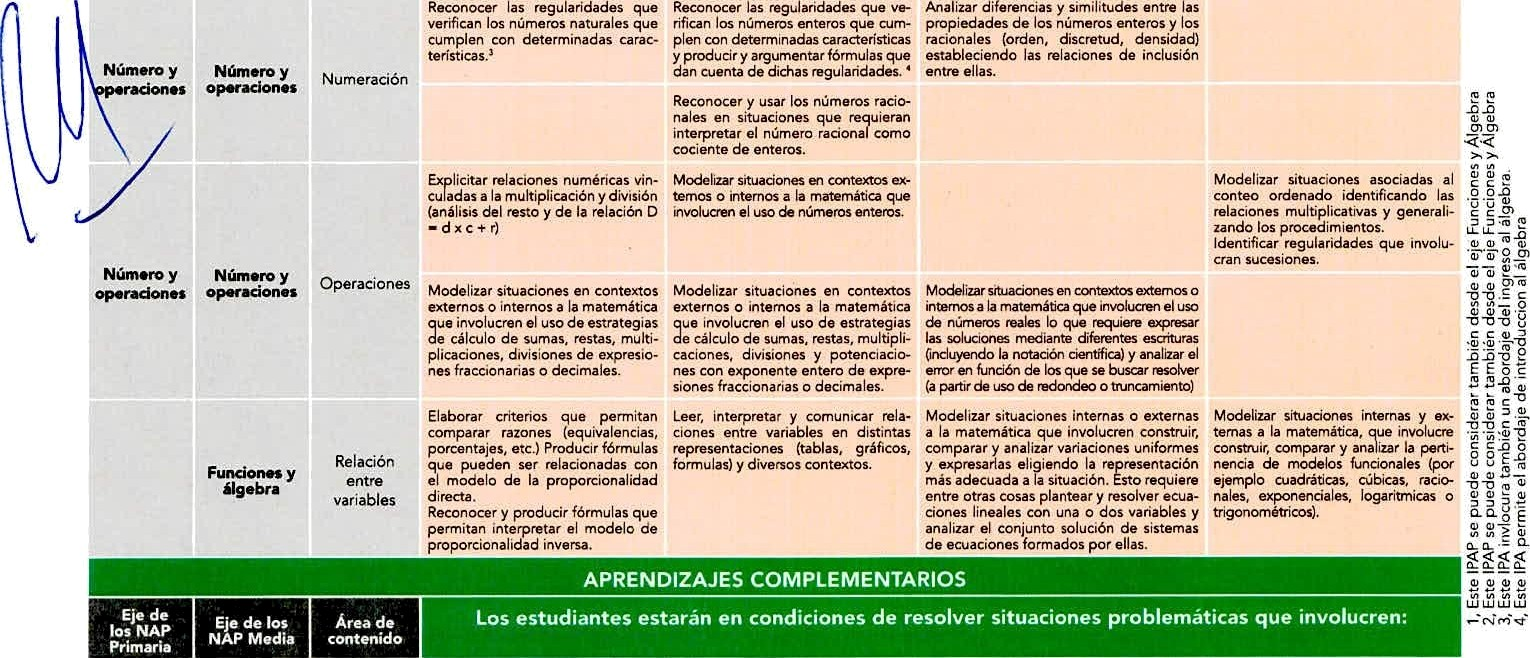 Reconocer las regularidades que
verifican los números naturales que
cumplen con determinadas carac-
terísticas.³
Reconocer las regularidades que ve-
rifican los números enteros que cum-
plen con determinadas características
y producir y argumentar fórmulas que
dan cuenta de dichas regularidades. ⁴
Analizar diferencias y similitudes entre las
propiedades de los números enteros y los
racionales (orden, discretud, densidad)
estableciendo las relaciones de inclusión
entre ellas.
Número y
operaciones
Número y
operaciones
Numeración
Reconocer y usar los números racio-
nales en situaciones que requieran
interpretar el número racional como
cociente de enteros.
Número y
operaciones
Número y
operaciones
Operaciones
Explicitar relaciones numéricas vin-
culadas a la multiplicación y división
(análisis del resto y de la relación D
= d x c + r)
Modelizar situaciones en contextos ex-
ternos o internos a la matemática que
involucren el uso de números enteros.
Modelizar situaciones asociadas al
conteo ordenado identificando las
relaciones multiplicativas y generali-
zando los procedimientos.
Identificar regularidades que involu-
cran sucesiones.
Modelizar situaciones en contextos
externos o internos a la matemática
que involucren el uso de estrategias
de cálculo de sumas, restas, multi-
plicaciones, divisiones de expresio-
nes fraccionarias o decimales.
Modelizar situaciones en contextos
externos o internos a la matemática
que involucren el uso de estrategias
de cálculo de sumas, restas, multipli-
caciones, divisiones y potenciacio-
nes con exponente entero de expre-
siones fraccionarias o decimales.
Modelizar situaciones en contextos externos o
internos a la matemática que involucren el uso
de números reales lo que requiere expresar
las soluciones mediante diferentes escrituras
(incluyendo la notación científica) y analizar el
error en función de los que se buscar resolver
(a partir de uso de redondeo o truncamiento)
Funciones y
álgebra
Relación
entre
variables
Elaborar criterios que permitan
comparar razones (equivalencias,
porcentajes, etc.) Producir fórmulas
que pueden ser relacionadas con
el modelo de la proporcionalidad
directa.
Reconocer y producir fórmulas que
permitan interpretar el modelo de
proporcionalidad inversa.
Leer, interpretar y comunicar rela-
ciones entre variables en distintas
representaciones (tablas, gráficos,
formulas) y diversos contextos.
Modelizar situaciones internas o externas
a la matemática que involucren construir,
comparar y analizar variaciones uniformes
y expresarlas eligiendo la representación
más adecuada a la situación. Esto requiere
entre otras cosas plantear y resolver ecua-
ciones lineales con una o dos variables y
analizar el conjunto solución de sistemas
de ecuaciones formados por ellas.
Modelizar situaciones internas y ex-
ternas a la matemática, que involucre
construir, comparar y analizar la perti-
nencia de modelos funcionales (por
ejemplo cuadráticas, cúbicas, racio-
nales, exponenciales, logaritmicas o
trigonométricos).
APRENDIZAJES COMPLEMENTARIOS
Eje de
los NAP
Primaria
Eje de los
NAP Media
Área de
contenido
Los estudiantes estarán en condiciones de resolver situaciones problemáticas que involucren:
1, Este IPAP se puede considerar también desde el eje Funciones y Álgebra
2, Este IPAP se puede considerar también desde el eje Funciones y Álgebra
3, Este IPA invlocura también un abordaje del ingreso al álgebra.
4, Este IPA permite el abordaje de introduccion al álgebra